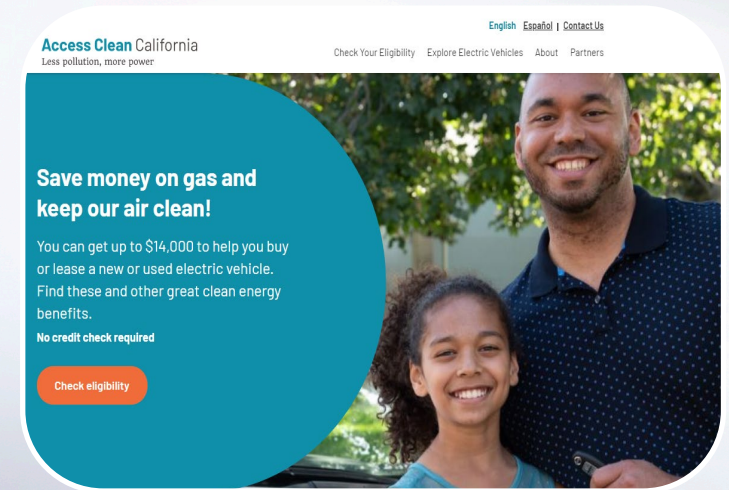 English Español | Contact Us
Access Clean California
Less pollution, more power
Check Your Eligibility Explore Electric Vehicles About Partners
Save money on gas and
keep our air clean!
You can get up to $14,000 to help you buy
or lease a new or used electric vehicle.
Find these and other great clean energy
benefits.
No credit check required
Check eligibility